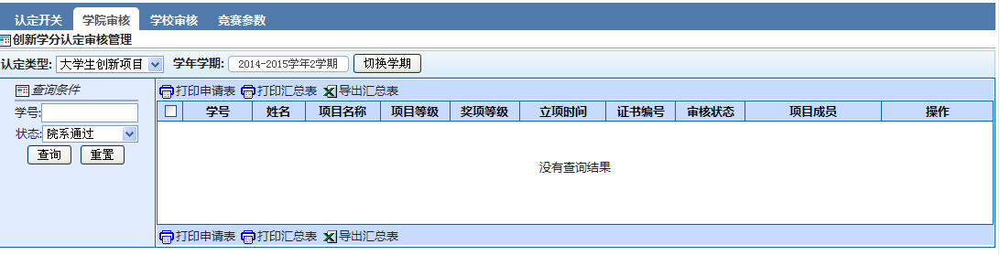 认定开关 学院审核 学校审核 竞赛参数
创新学分认定审核管理
认定类型: 大学生创新项目 学年学期: 2014-2015学年2学期 切换学期
查询条件
学号:
状态: 院系通过
查询 重置
打印申请表 打印汇总表 导出汇总表
学号 姓名 项目名称 项目等级 奖项等级 立项时间 证书编号 审核状态 项目成员 操作
没有查询结果
打印申请表 打印汇总表 导出汇总表